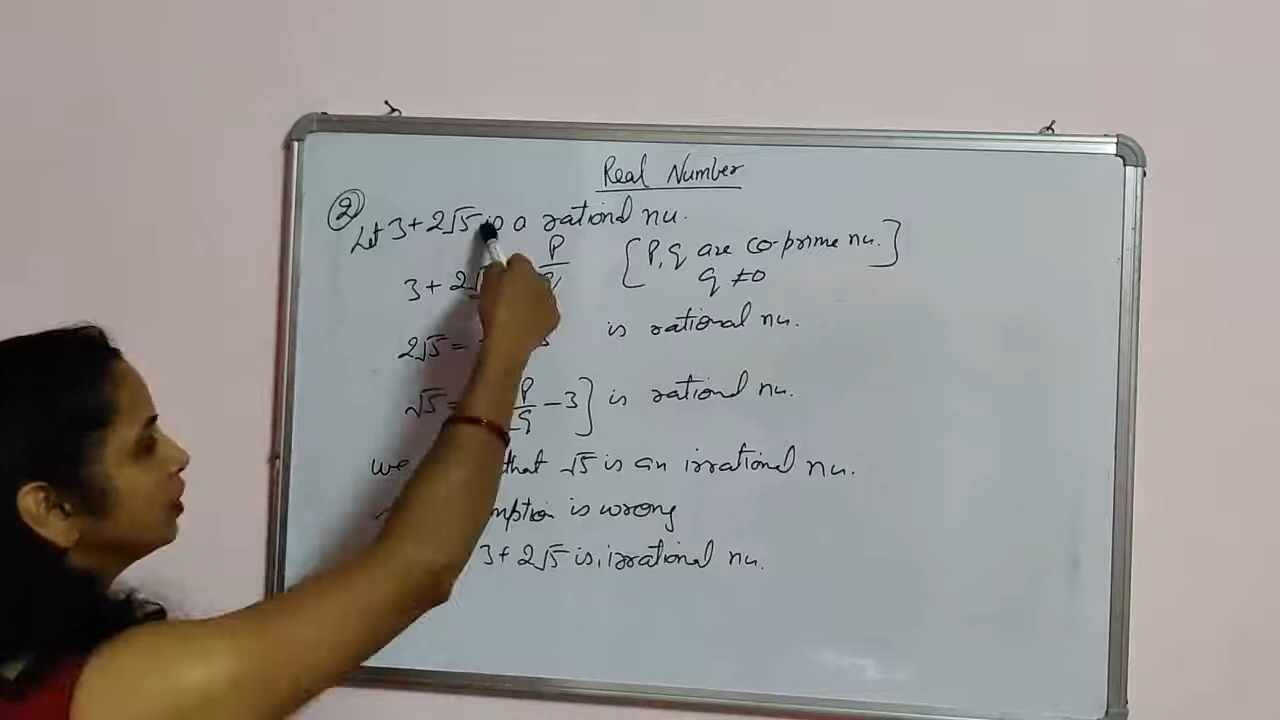 Real Number
② Let 3+2√5 is a rational nu.
3+2√ P/q [P,q are co-prime nu. q≠0]
2√5 = 3 is rational nu.
√5 = P/q − 3] is rational nu.
we that √5 is an irrational nu.
mption is wrong
3+2√5 is irrational nu.